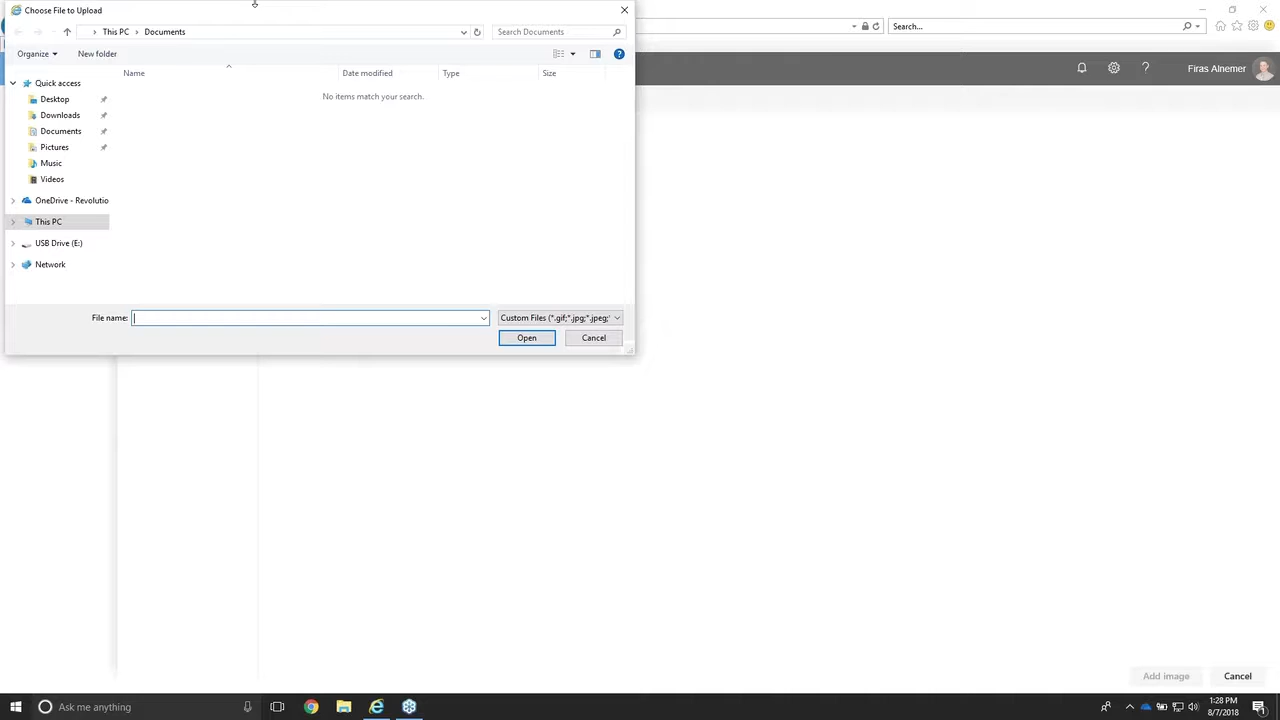 Choose File to Upload
This PC
Documents
Search Documents
Search...
Organize
New folder
Firas Alnemer
Name
Date modified
Type
Size
No items match your search.
Quick access
Desktop
Downloads
Documents
Pictures
Music
Videos
OneDrive - Revolutio
This PC
USB Drive (E:)
Network
File name:
Custom Files (*.gif;*.jpg;*.jpeg;*
Open
Cancel
Add image
Cancel
Ask me anything
1:28 PM
8/7/2018